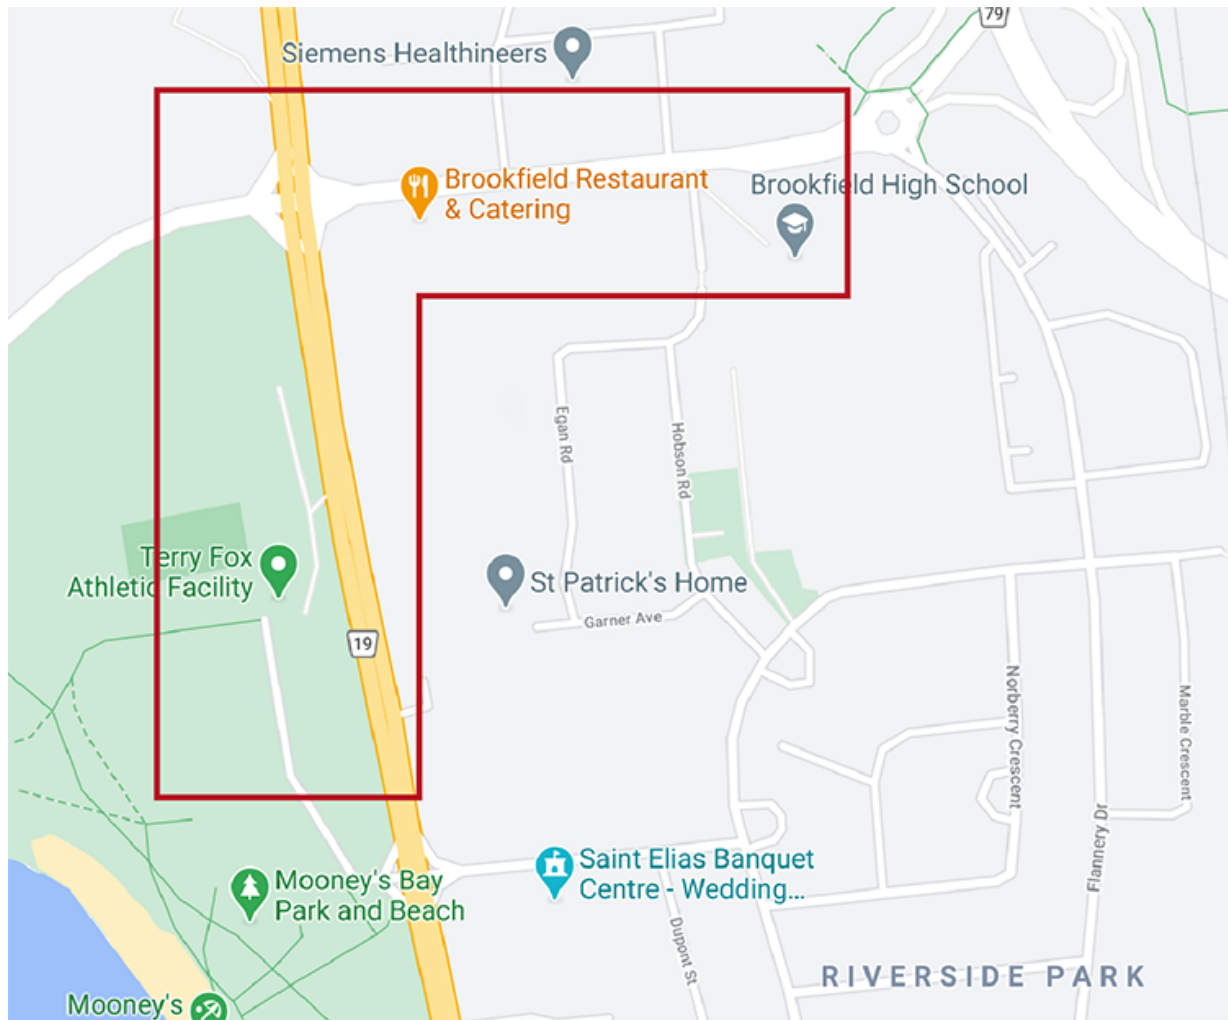 79
Siemens Healthineers
Brookfield Restaurant
& Catering
Brookfield High School
Egan Rd
Hobson Rd
Terry Fox
Athletic Facility
St Patrick's Home
Garner Ave
19
Norberry Crescent
Marble Crescent
Flannery Dr
Saint Elias Banquet
Centre - Wedding...
Mooney's Bay
Park and Beach
Dupont St
RIVERSIDE PARK
Mooney's